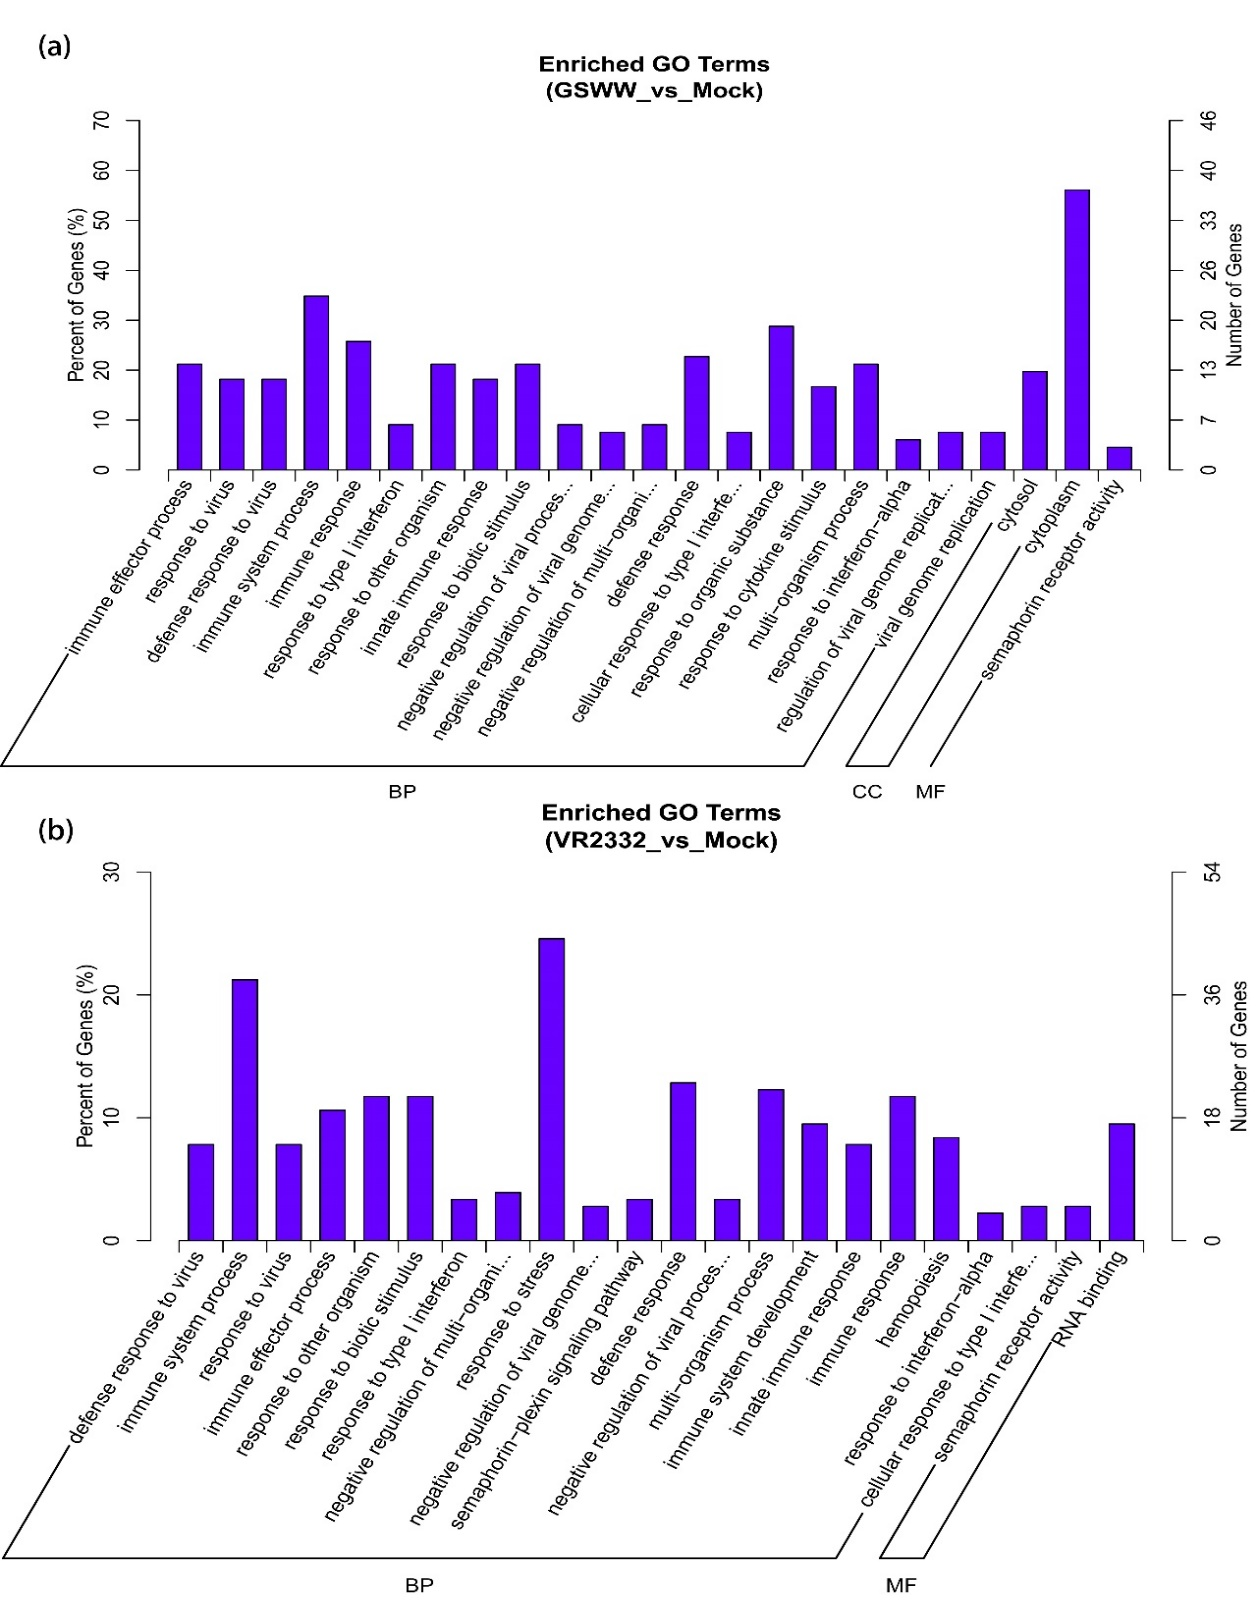 (a)
Enriched GO Terms
(GSWW_vs_Mock)
Percent of Genes (%)
0
10
20
30
40
50
60
70
Number of Genes
0
7
13
20
26
33
40
46
immune effector process
response to virus
defense response to virus
immune system process
immune response
response to type I interferon
response to other organism
innate immune response
response to biotic stimulus
negative regulation of viral proces...
negative regulation of viral genome...
negative regulation of multi−organi...
defense response
cellular response to type I interfe...
response to organic substance
response to cytokine stimulus
multi−organism process
response to interferon−alpha
regulation of viral genome replicat...
viral genome replication
cytosol
cytoplasm
semaphorin receptor activity
BP
CC
MF
(b)
Enriched GO Terms
(VR2332_vs_Mock)
Percent of Genes (%)
0
10
20
30
Number of Genes
0
18
36
54
defense response to virus
immune system process
response to virus
immune effector process
response to other organism
response to biotic stimulus
response to type I interferon
negative regulation of multi−organi...
response to stress
negative regulation of viral genome...
semaphorin−plexin signaling pathway
defense response
negative regulation of viral proces...
multi−organism process
immune system development
innate immune response
immune response
hemopoiesis
response to interferon−alpha
cellular response to type I interfe...
semaphorin receptor activity
RNA binding
BP
MF